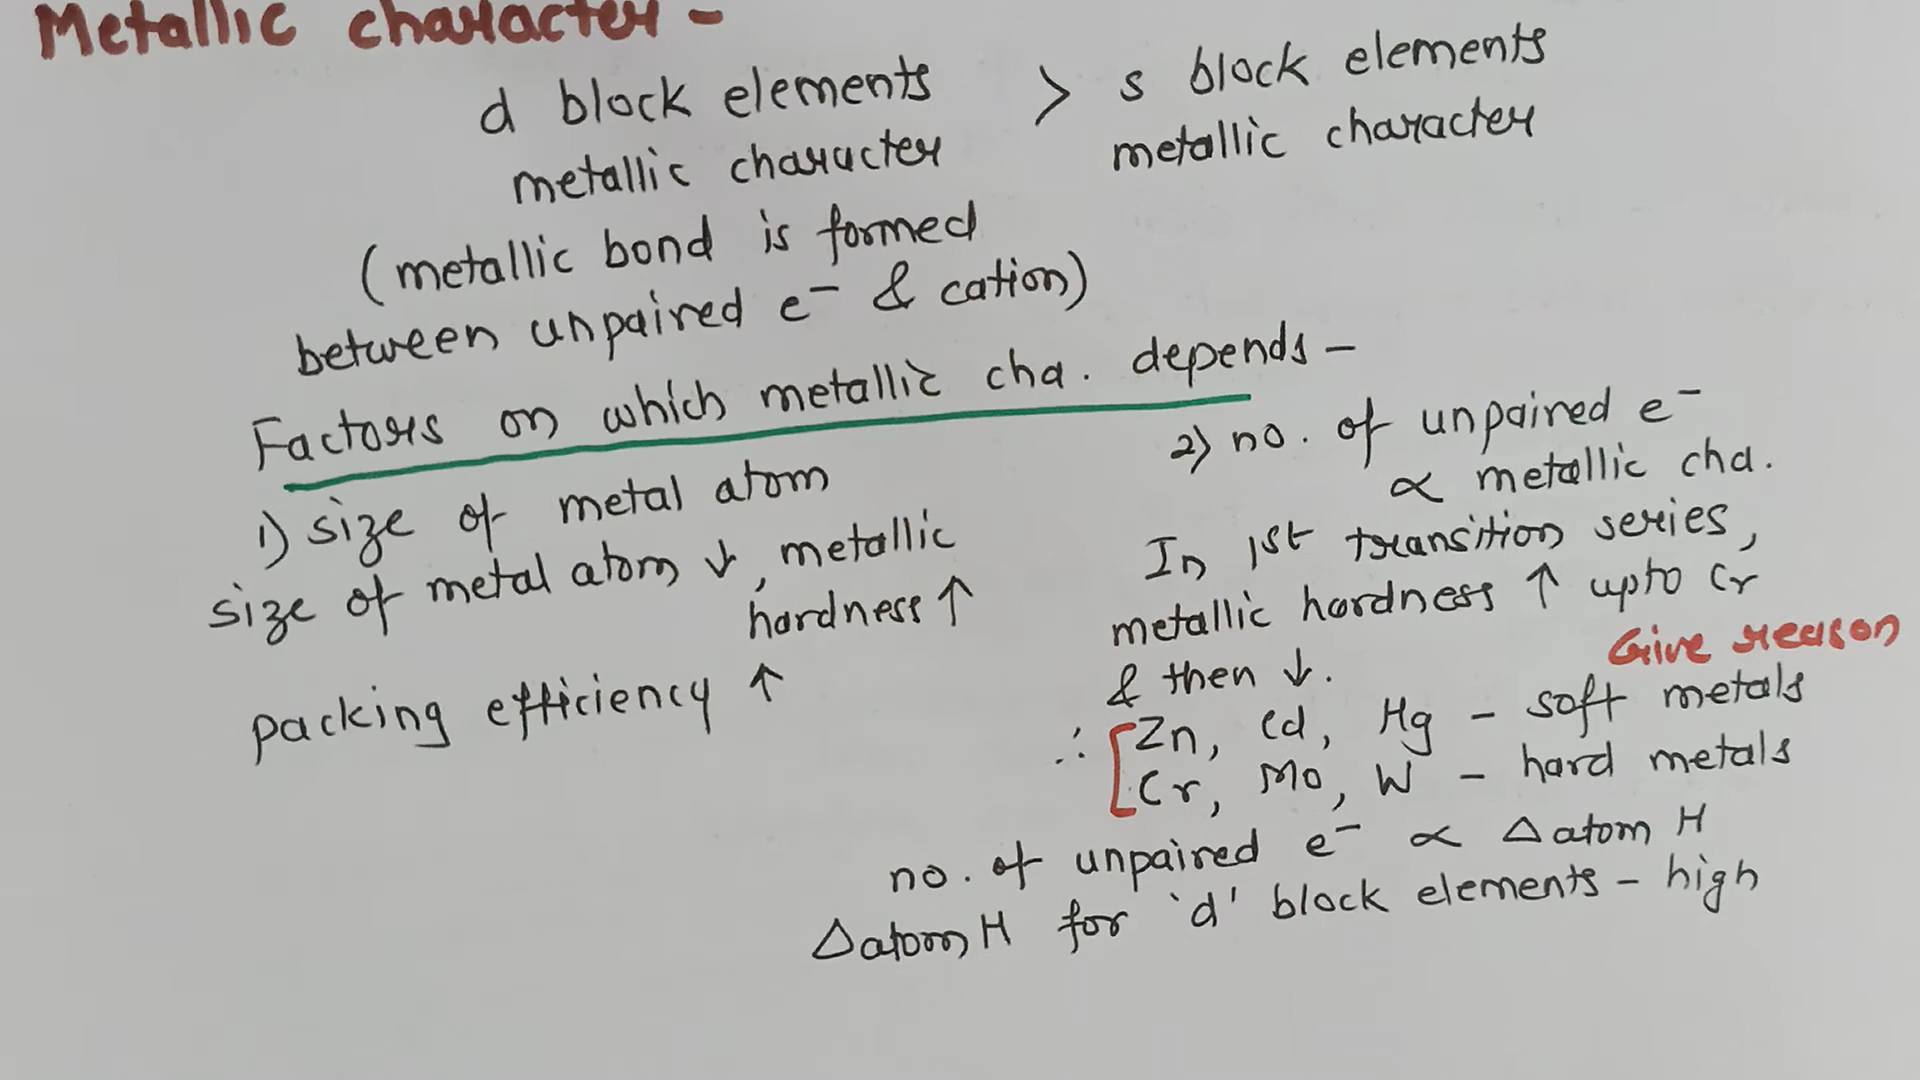 Metallic character -
d block elements > s block elements
metallic character metallic character
(metallic bond is formed
between unpaired e⁻ & cation)
Factors on which metallic cha. depends -
1) size of metal atom
size of metal atom ↓, metallic
hardness ↑
packing efficiency ↑
2) no. of unpaired e⁻
∝ metallic cha.
In 1st transition series,
metallic hardness ↑ upto Cr
& then ↓.
Give reason
∴ [Zn, Cd, Hg - soft metals
Cr, Mo, W - hard metals
no. of unpaired e⁻ ∝ Δatom H
Δatom H for 'd' block elements - high